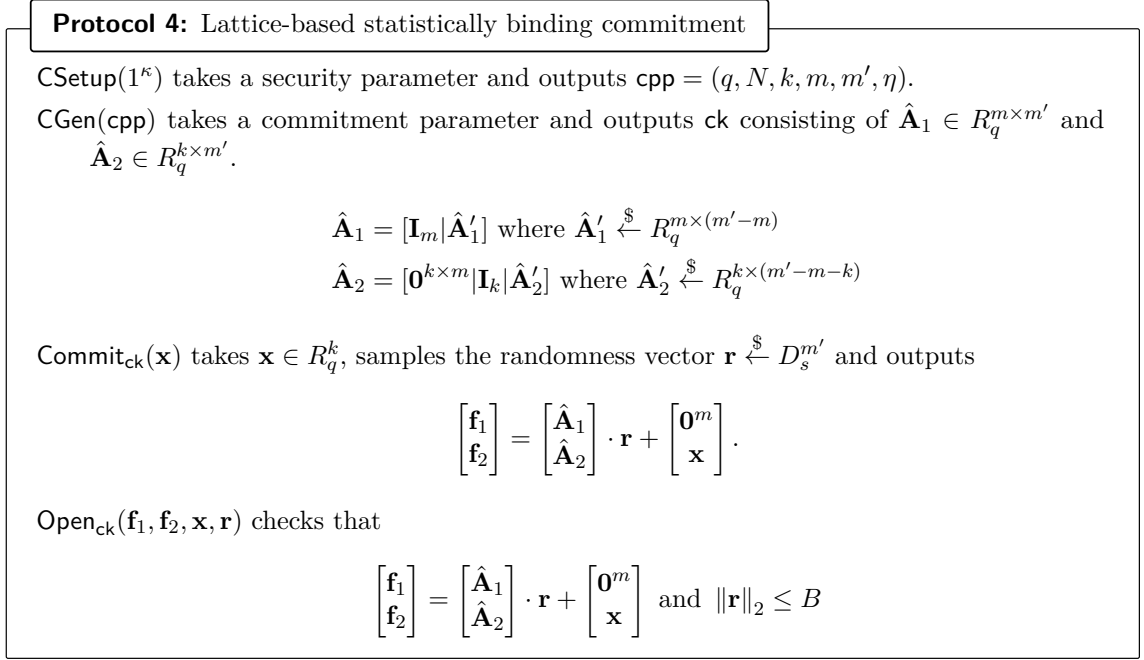 Protocol 4: Lattice-based statistically binding commitment
CSetup(1^κ) takes a security parameter and outputs cpp = (q, N, k, m, m′, η).
CGen(cpp) takes a commitment parameter and outputs ck consisting of Â₁ ∈ R_q^{m×m′} and
Â₂ ∈ R_q^{k×m′}.
Â₁ = [I_m|Â′₁] where Â′₁ ←$ R_q^{m×(m′−m)}
Â₂ = [0^{k×m}|I_k|Â′₂] where Â′₂ ←$ R_q^{k×(m′−m−k)}
Commit_ck(x) takes x ∈ R_q^k, samples the randomness vector r ←$ D_s^{m′} and outputs
[f₁ f₂] = [Â₁ Â₂] · r + [0^m x].
Open_ck(f₁, f₂, x, r) checks that
[f₁ f₂] = [Â₁ Â₂] · r + [0^m x] and ‖r‖₂ ≤ B